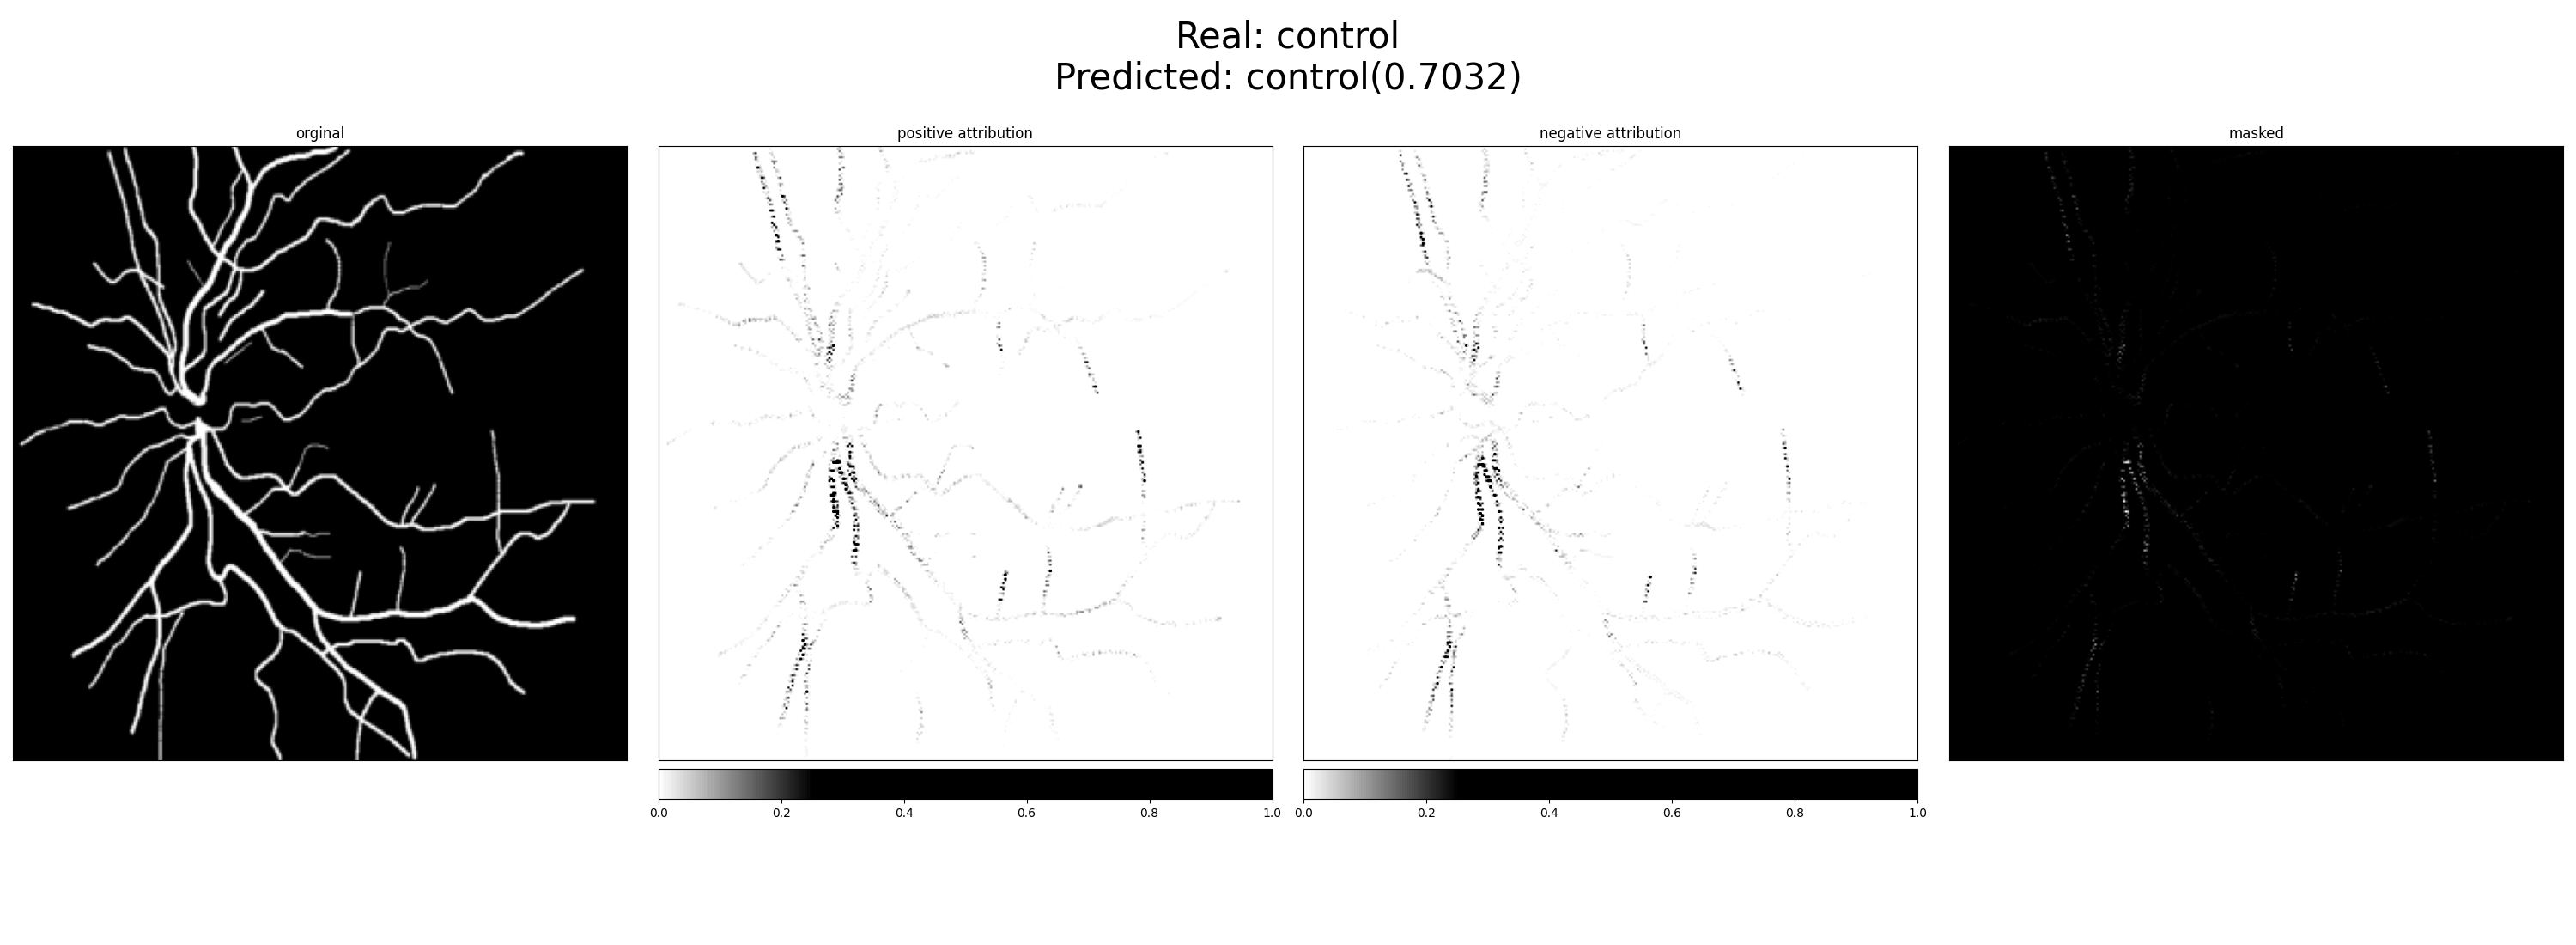 Real: control
Predicted: control(0.7032)
orginal
positive attribution
negative attribution
masked
0.0 0.2 0.4 0.6 0.8 1.0
0.0 0.2 0.4 0.6 0.8 1.0